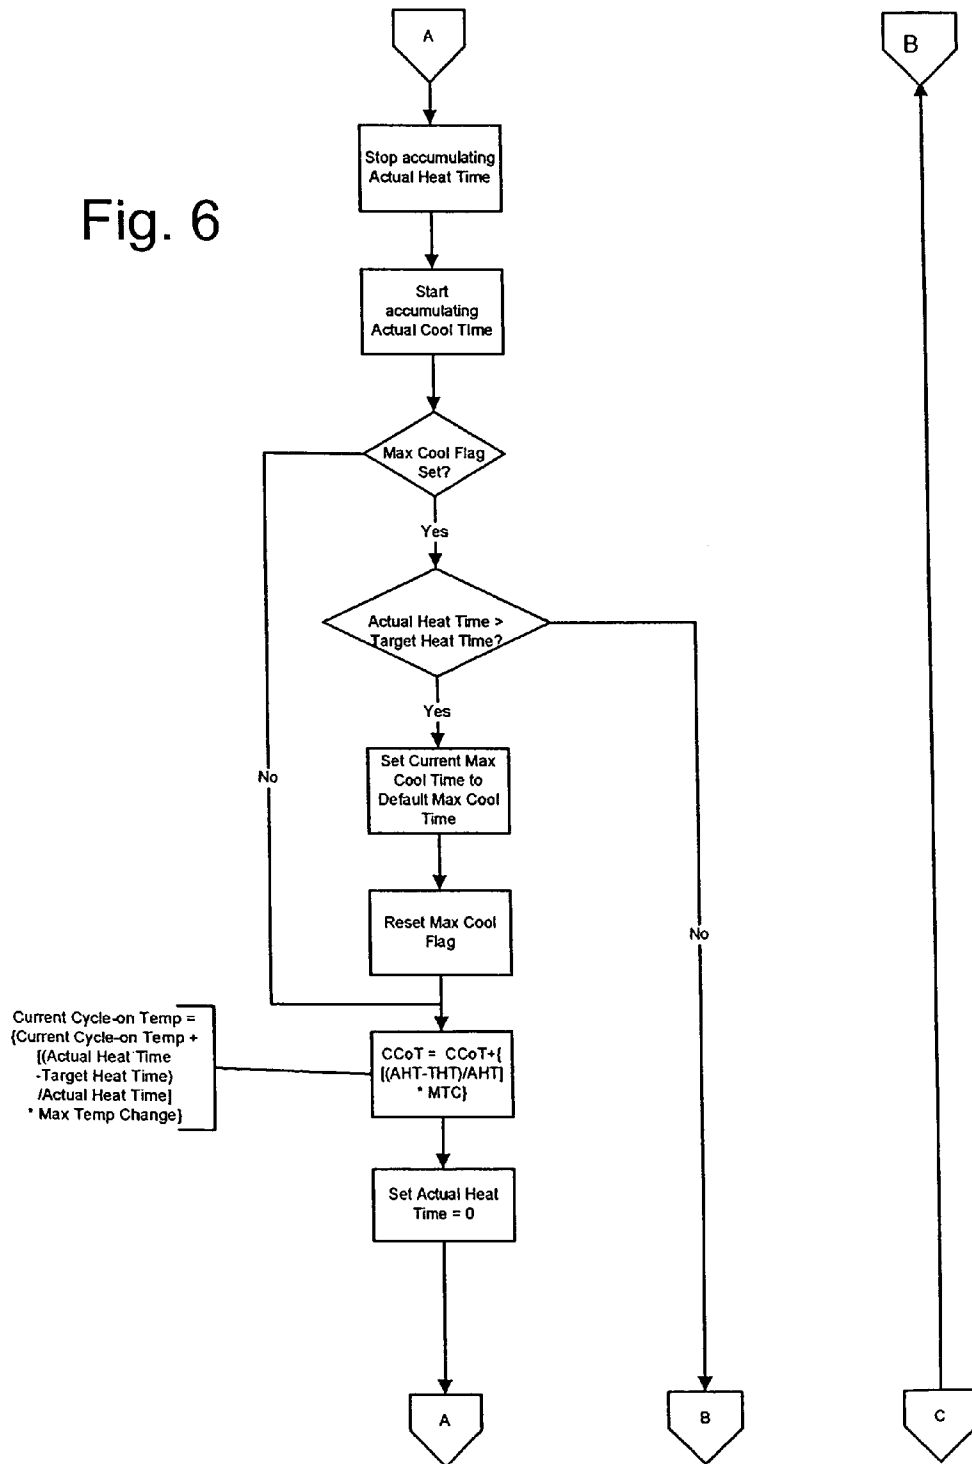 A
B
Stop accumulating
Actual Heat Time
Fig. 6
Start
accumulating
Actual Cool Time
Max Cool Flag
Set?
Yes
Actual Heat Time >
Target Heat Time?
Yes
Set Current Max
Cool Time to
Default Max Cool
Time
No
Reset Max Cool
Flag
No
Current Cycle-on Temp =
{Current Cycle-on Temp +
[(Actual Heat Time
-Target Heat Time)
/Actual Heat Time]
* Max Temp Change}
CCoT = CCoT+{
[(AHT-THT)/AHT]
* MTC}
Set Actual Heat
Time = 0
A
B
C